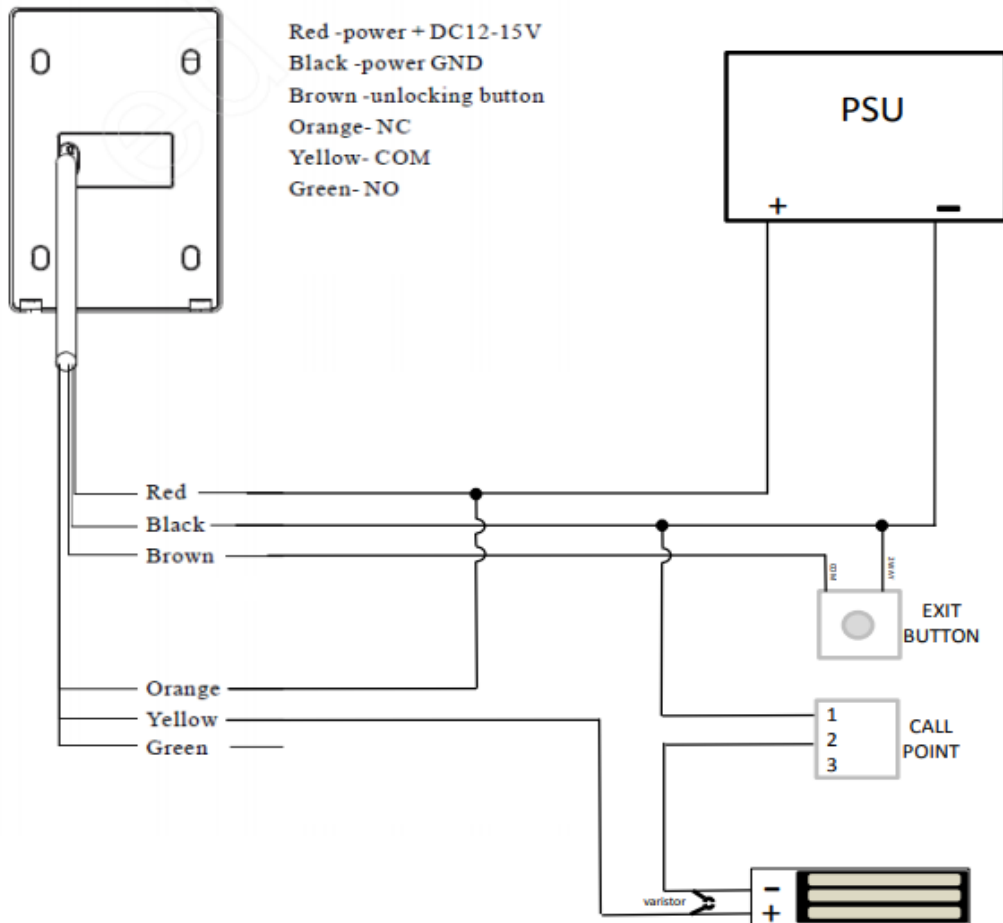 Red -power + DC12-15V
Black -power GND
Brown -unlocking button
Orange- NC
Yellow- COM
Green- NO
PSU
+ -
Red
Black
Brown
COM
EXIT
BUTTON
Orange
Yellow
Green
1
2
3
CALL
POINT
varistor
-
+